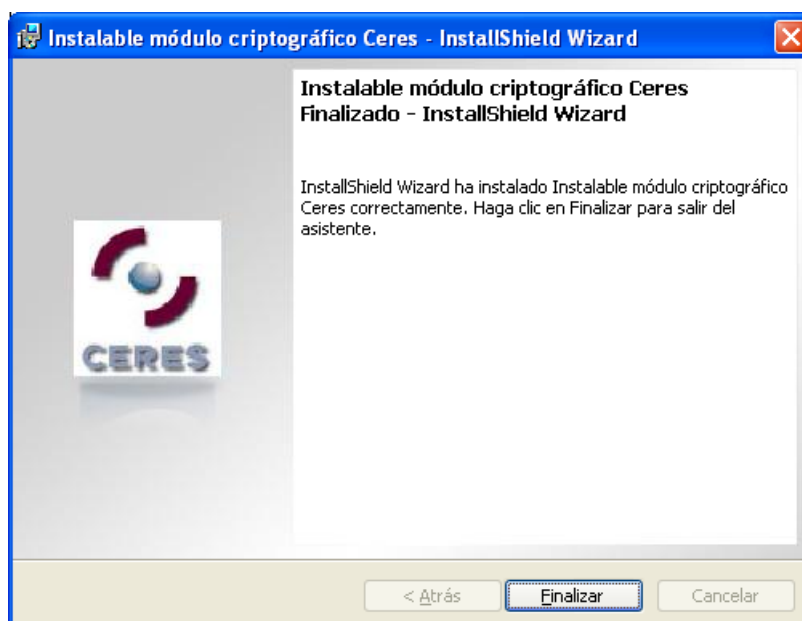 Instalable módulo criptográfico Ceres - InstallShield Wizard
Instalable módulo criptográfico Ceres
Finalizado - InstallShield Wizard
InstallShield Wizard ha instalado Instalable módulo criptográfico
Ceres correctamente. Haga clic en Finalizar para salir del
asistente.
CERES
< Atrás
Finalizar
Cancelar